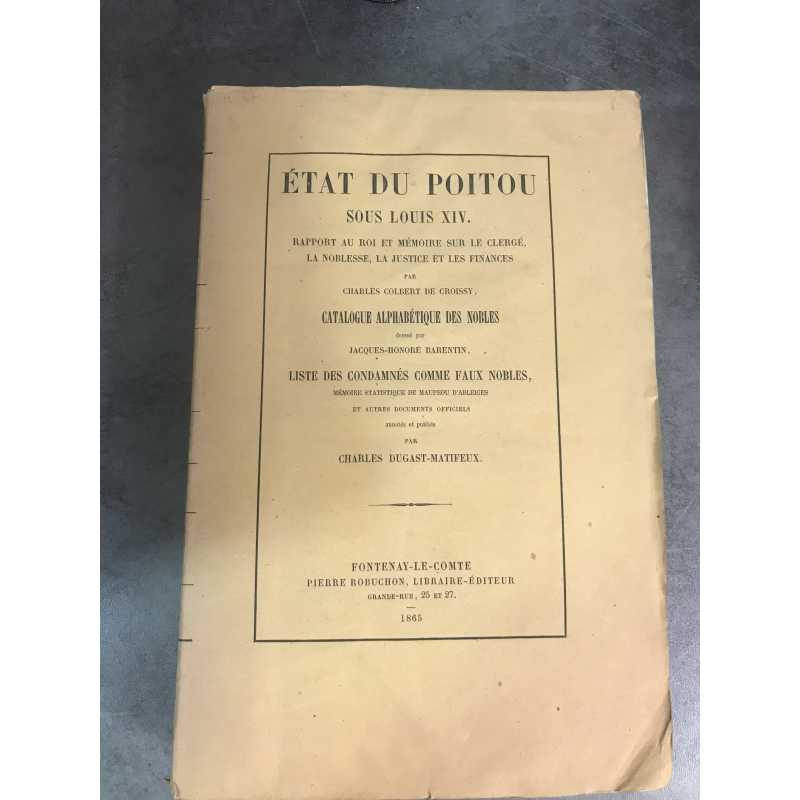 ÉTAT DU POITOU
SOUS LOUIS XIV.
RAPPORT AU ROI ET MÉMOIRE SUR LE CLERGÉ,
LA NOBLESSE, LA JUSTICE ET LES FINANCES
PAR
CHARLES COLBERT DE CROISSY,
CATALOGUE ALPHABÉTIQUE DES NOBLES
dressé par
JACQUES-HONORÉ BARENTIN,
LISTE DES CONDAMNÉS COMME FAUX NOBLES,
MÉMOIRE STATISTIQUE DE MAUPEOU D'ABLEIGES
ET AUTRES DOCUMENTS OFFICIELS
annotés et publiés
PAR
CHARLES DUGAST-MATIFEUX.
FONTENAY-LE-COMTE
PIERRE ROBUCHON, LIBRAIRE-ÉDITEUR
GRANDE-RUE, 25 ET 27.
1865